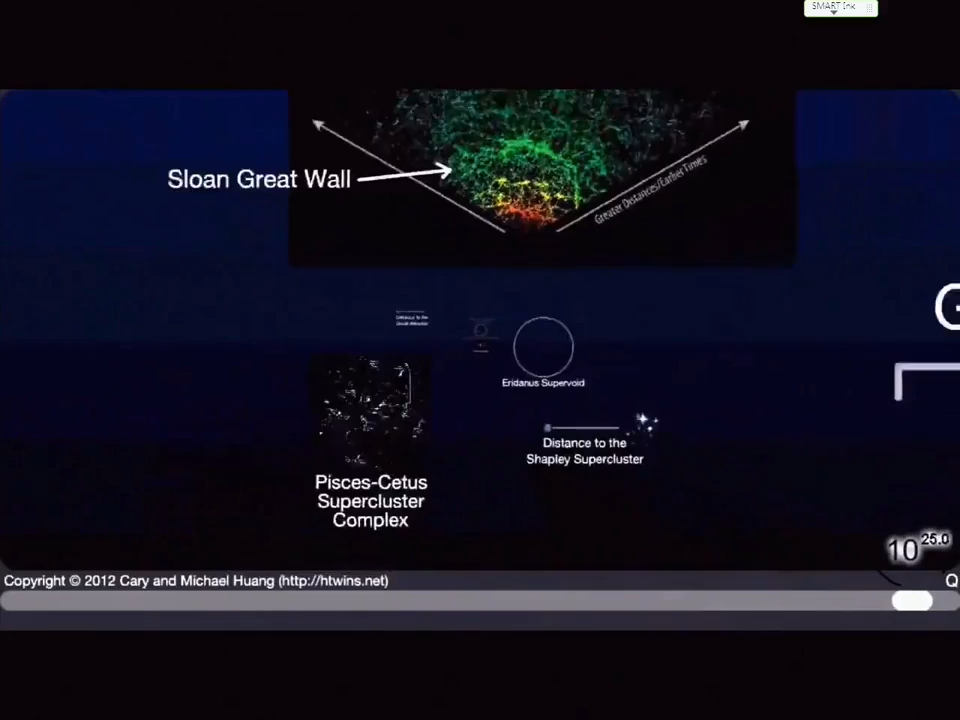 SMART Ink
Sloan Great Wall
Greater Distances/Earlier Times
Eridanus Supervoid
Distance to the
Shapley Supercluster
Pisces-Cetus
Supercluster
Complex
10 25.0
Copyright © 2012 Cary and Michael Huang (http://htwins.net)